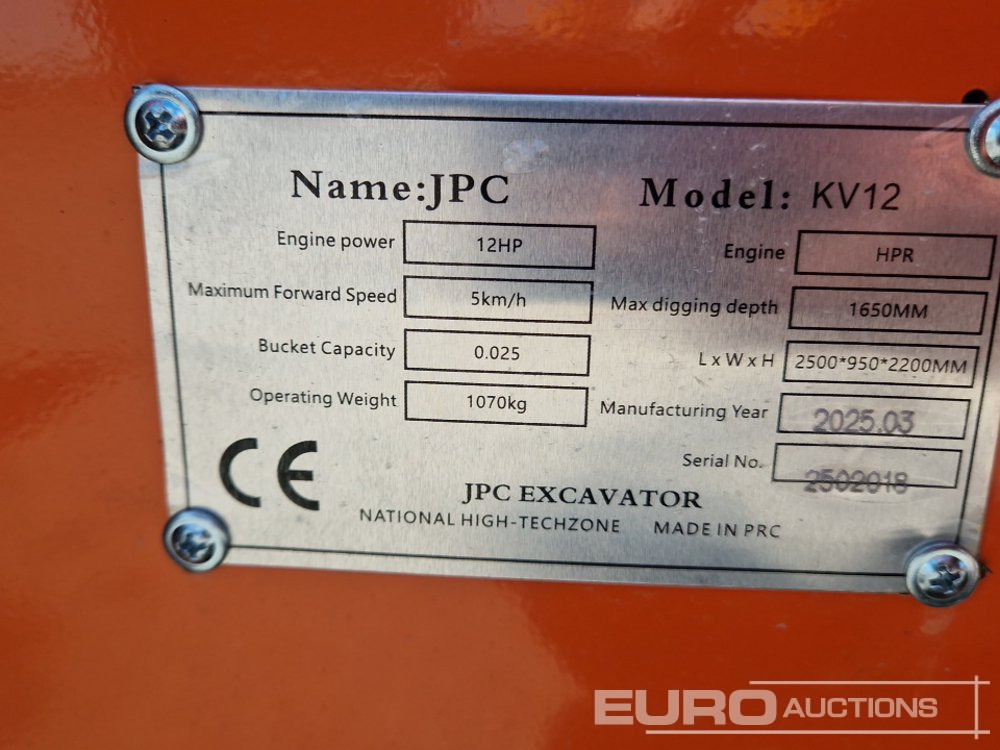 Name:JPC Model: KV12
Engine power 12HP Engine HPR
Maximum Forward Speed 5km/h Max digging depth 1650MM
Bucket Capacity 0.025 L x W x H 2500*950*2200MM
Operating Weight 1070kg Manufacturing Year 2025.03
Serial No. 2502018
CE JPC EXCAVATOR
NATIONAL HIGH-TECHZONE MADE IN PRC
EURO AUCTIONS